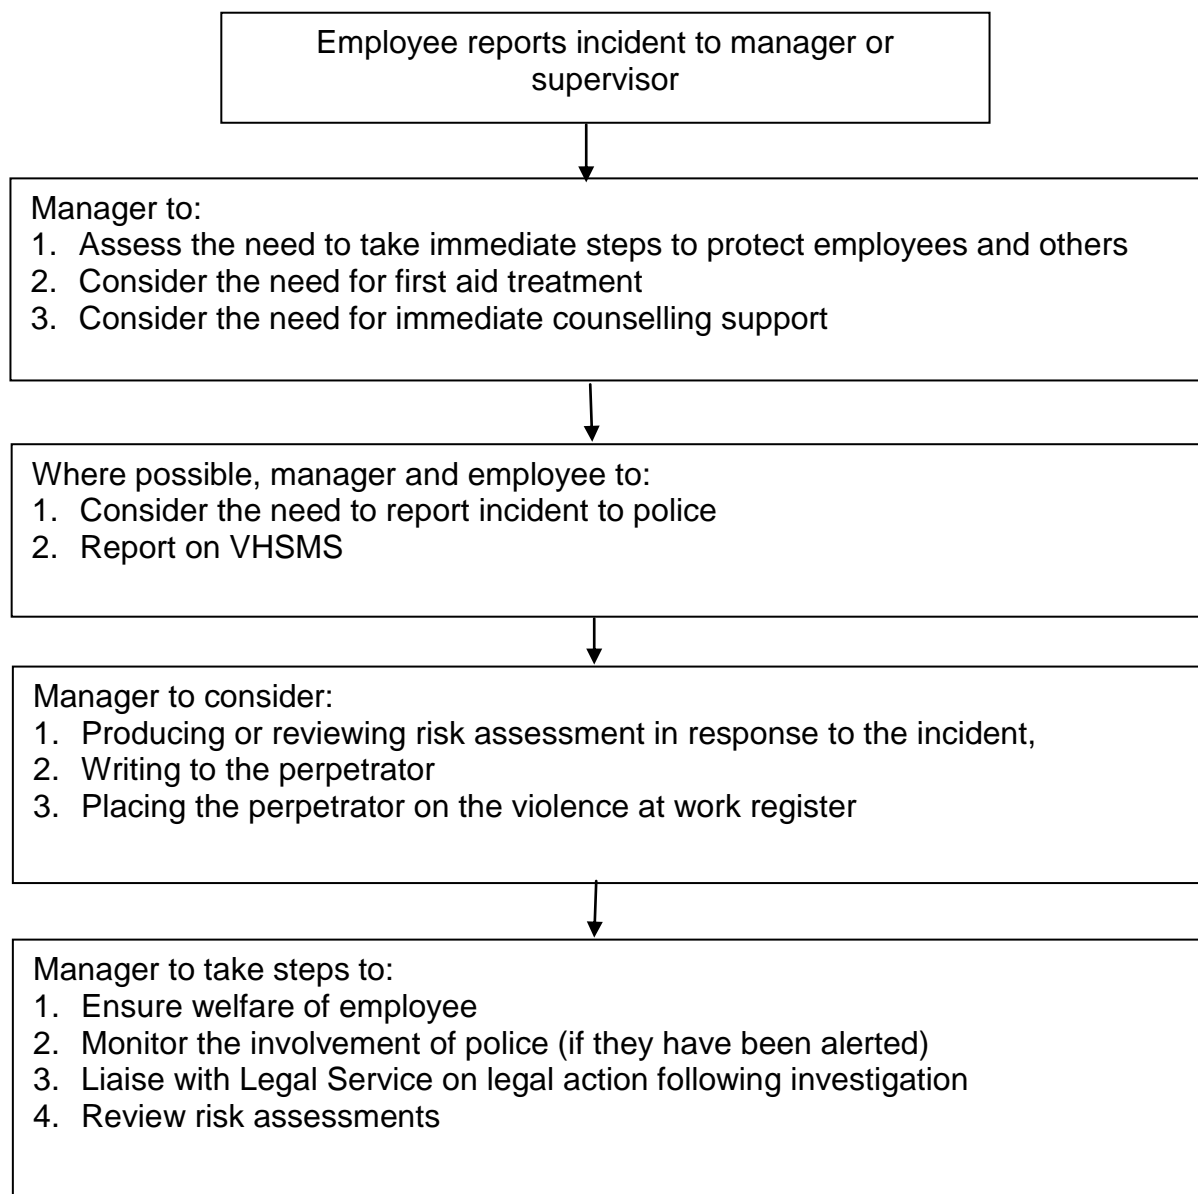 Employee reports incident to manager or
supervisor
Manager to:
1. Assess the need to take immediate steps to protect employees and others
2. Consider the need for first aid treatment
3. Consider the need for immediate counselling support
Where possible, manager and employee to:
1. Consider the need to report incident to police
2. Report on VHSMS
Manager to consider:
1. Producing or reviewing risk assessment in response to the incident,
2. Writing to the perpetrator
3. Placing the perpetrator on the violence at work register
Manager to take steps to:
1. Ensure welfare of employee
2. Monitor the involvement of police (if they have been alerted)
3. Liaise with Legal Service on legal action following investigation
4. Review risk assessments